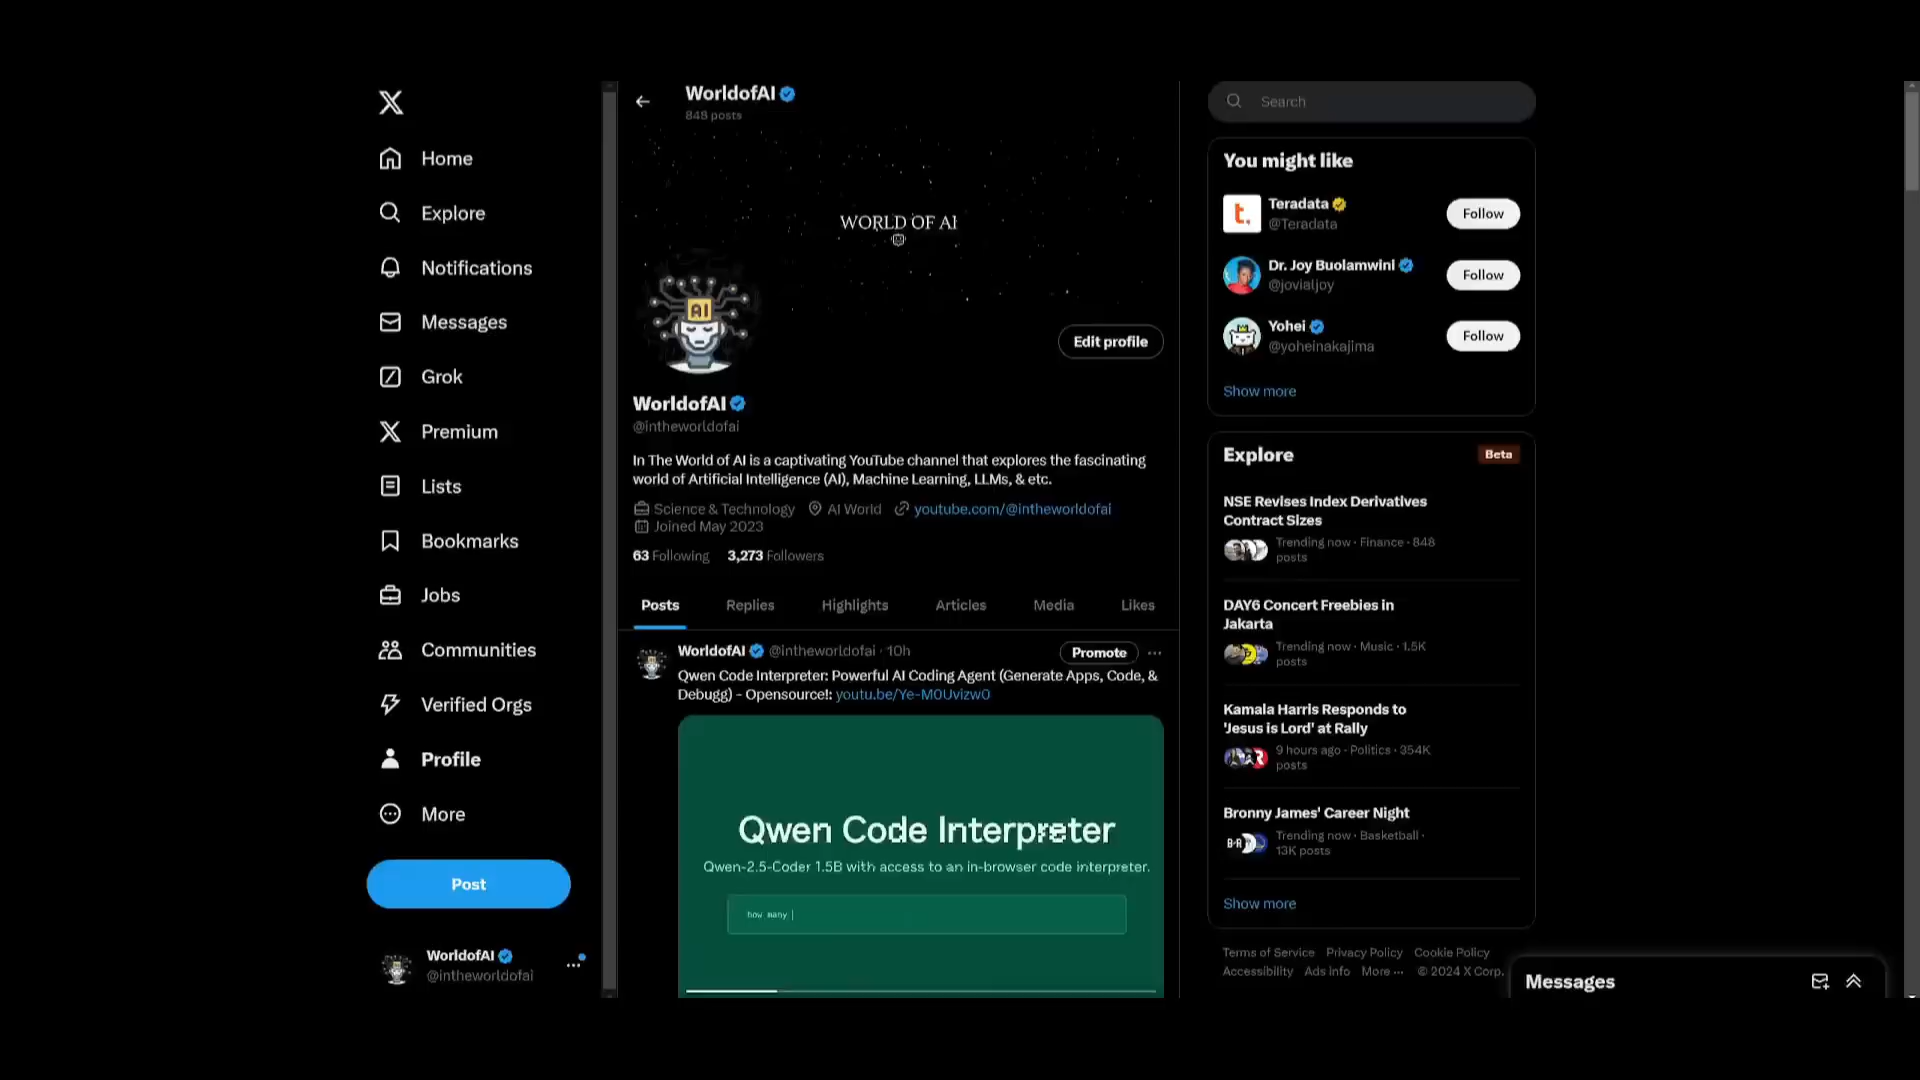 Home
Explore
Notifications
Messages
Grok
Premium
Lists
Bookmarks
Jobs
Communities
Verified Orgs
Profile
More
Post
WorldofAI
@intheworldofai
WorldofAI
848 posts
WORLD OF AI
AI
Edit profile
WorldofAI
@intheworldofai
In The World of AI is a captivating YouTube channel that explores the fascinating
world of Artificial Intelligence (AI), Machine Learning, LLMs, & etc.
Science & Technology AI World youtube.com/@intheworldofai
Joined May 2023
63 Following 3,273 Followers
Posts Replies Highlights Articles Media Likes
WorldofAI @intheworldofai · 10h Promote
Qwen Code Interpreter: Powerful AI Coding Agent (Generate Apps, Code, &
Debugg) - Opensource!: youtu.be/Ye-M0Uvizw0
Qwen Code Interpreter
Qwen-2.5-Coder 1.5B with access to an in-browser code interpreter.
how many
Search
You might like
t.
Teradata
@Teradata
Follow
Dr. Joy Buolamwini
@jovialjoy
Follow
Yohei
@yoheinakajima
Follow
Show more
Explore Beta
NSE Revises Index Derivatives
Contract Sizes
Trending now · Finance · 848
posts
DAY6 Concert Freebies in
Jakarta
Trending now · Music · 1.5K
posts
Kamala Harris Responds to
'Jesus is Lord' at Rally
9 hours ago · Politics · 354K
posts
Bronny James' Career Night
Trending now · Basketball ·
13K posts
Show more
Terms of Service Privacy Policy Cookie Policy
Accessibility Ads info More ··· © 2024 X Corp.
Messages